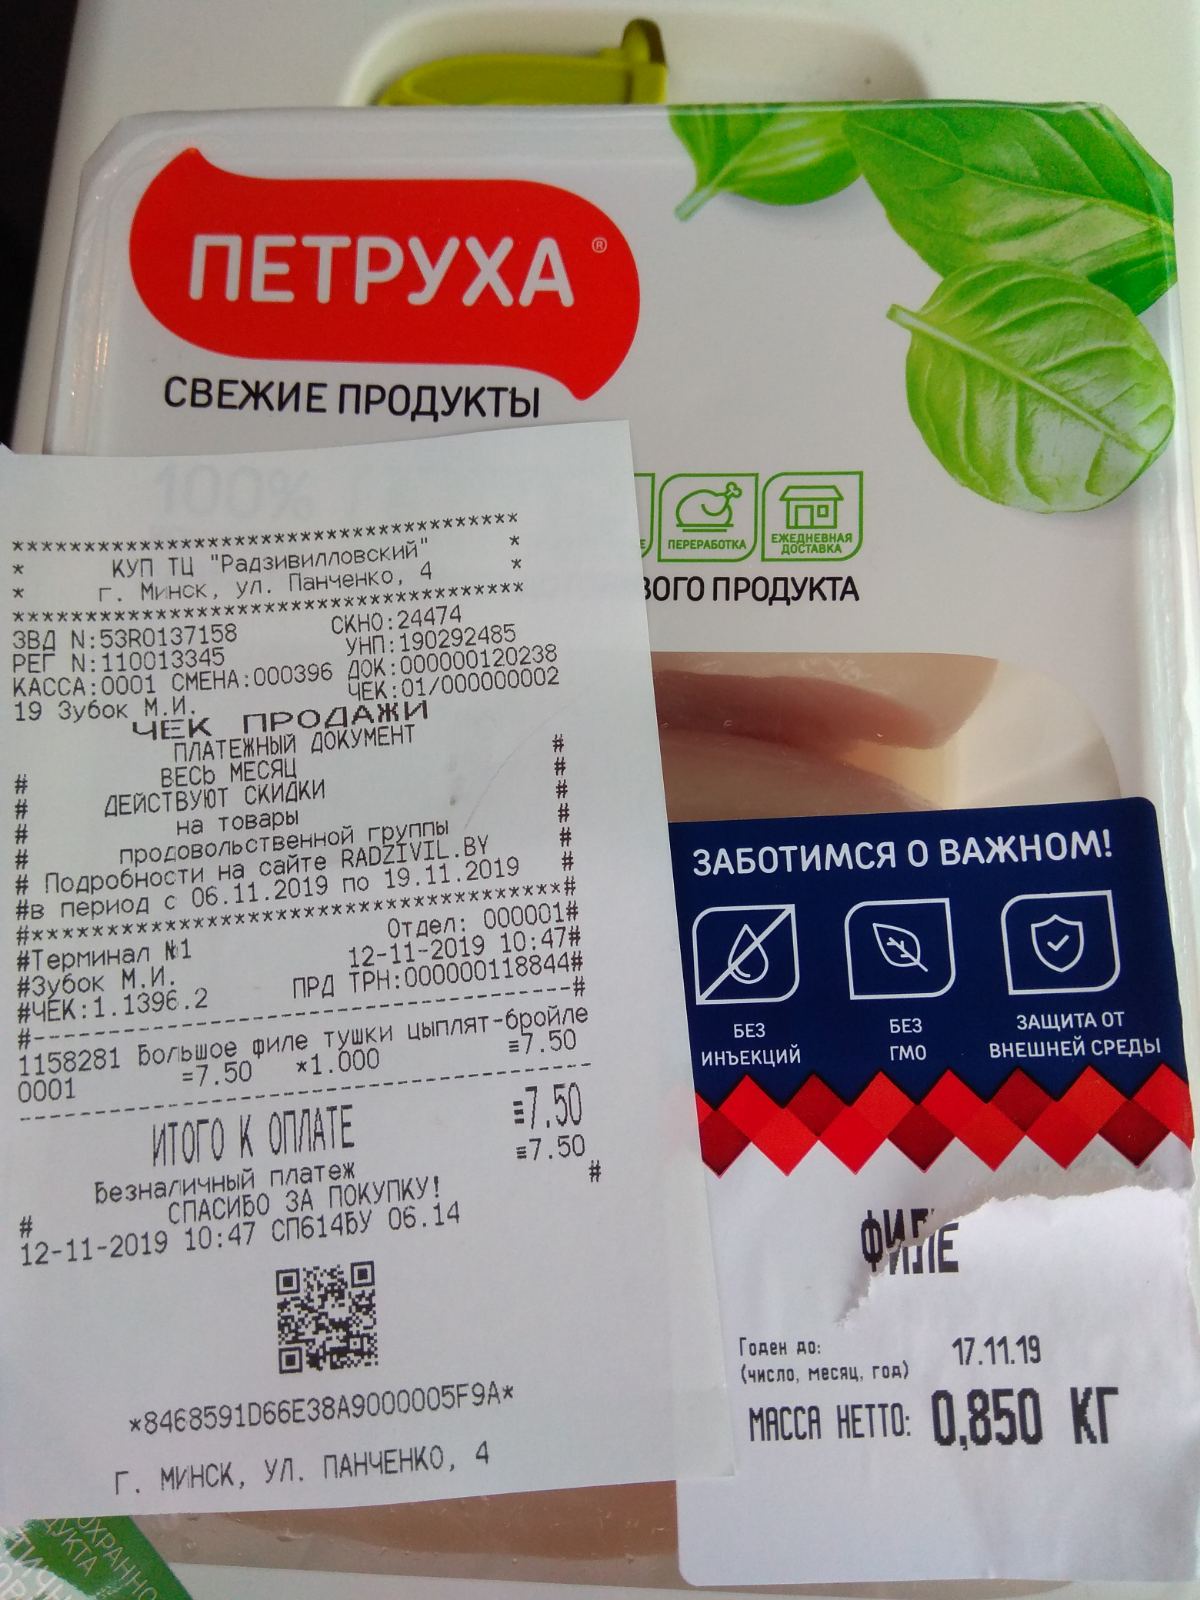 ПЕТРУХА ®
СВЕЖИЕ ПРОДУКТЫ
100%
ПЕРЕРАБОТКА
ЕЖЕДНЕВНАЯ
ДОСТАВКА
ВОГО ПРОДУКТА
************************************
* КУП ТЦ "Радзивилловский" *
* г. Минск, ул. Панченко, 4 *
************************************
ЗВД N:53R0137158 СКНО:24474
РЕГ N:110013345 УНП:190292485
КАССА:0001 СМЕНА:000396 ДОК:000000120238
19 Зубок М.И. ЧЕК:01/000000002
ЧЕК ПРОДАЖИ
ПЛАТЕЖНЫЙ ДОКУМЕНТ
# ВЕСЬ МЕСЯЦ #
# ДЕЙСТВУЮТ СКИДКИ #
# на товары #
# продовольственной группы #
# Подробности на сайте RADZIVIL.BY #
#в период с 06.11.2019 по 19.11.2019 #
#*************************************#
#Терминал №1 Отдел: 000001#
#Зубок М.И. 12-11-2019 10:47#
#ЧЕК:1.1396.2 ПРД ТРН:000000118844#
#-------------------------------------#
1158281 Большое филе тушки цыплят-бройле
0001 =7.50 *1.000 ≡7.50
----------------------------------------
ИТОГО К ОПЛАТЕ ≡7.50
Безналичный платеж ≡7.50
# СПАСИБО ЗА ПОКУПКУ! #
12-11-2019 10:47 СП614БУ 06.14
*8468591D66E38A9000005F9A*
Г. МИНСК, УЛ. ПАНЧЕНКО, 4
ЗАБОТИМСЯ О ВАЖНОМ!
БЕЗ
ИНЪЕКЦИЙ
БЕЗ
ГМО
ЗАЩИТА ОТ
ВНЕШНЕЙ СРЕДЫ
ФИЛЕ
Годен до:
(число, месяц, год) 17.11.19
МАССА НЕТТО: 0,850 КГ